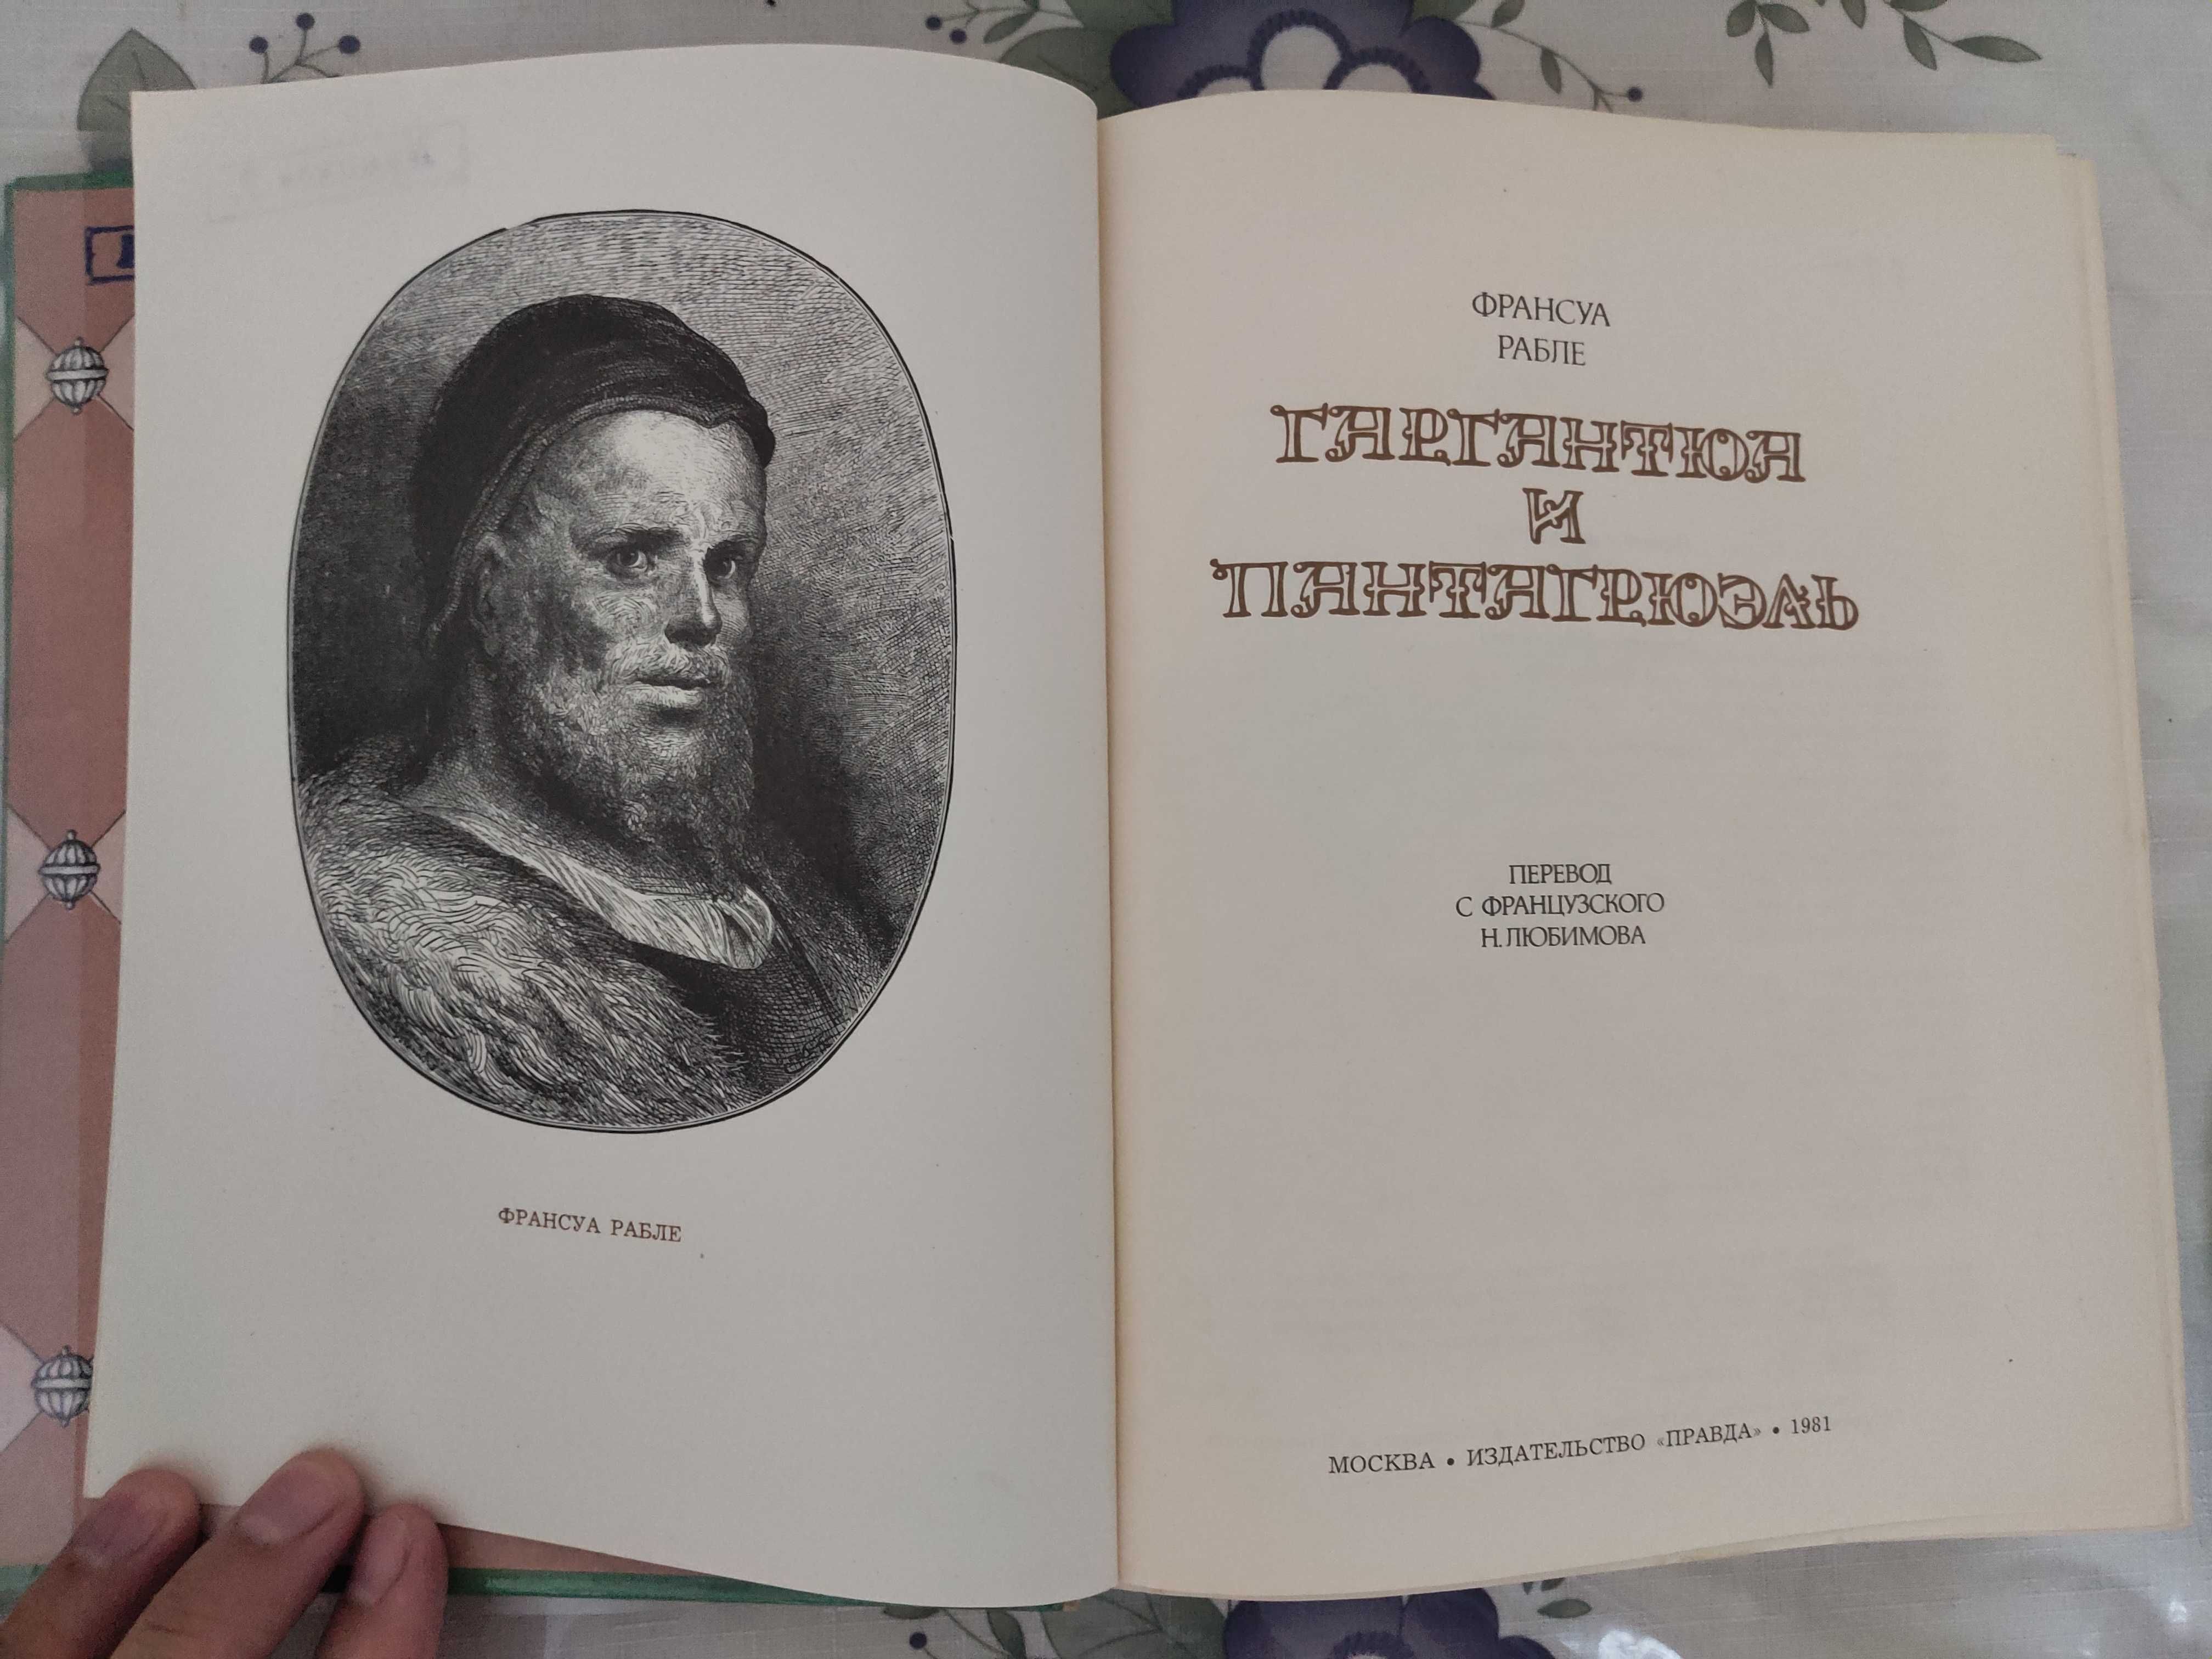 ФРАНСУА РАБЛЕ
ФРАНСУА
РАБЛЕ
ГАРГАНТЮА
И
ПАНТАГРЮЭЛЬ
ПЕРЕВОД
С ФРАНЦУЗСКОГО
Н. ЛЮБИМОВА
МОСКВА • ИЗДАТЕЛЬСТВО «ПРАВДА» • 1981